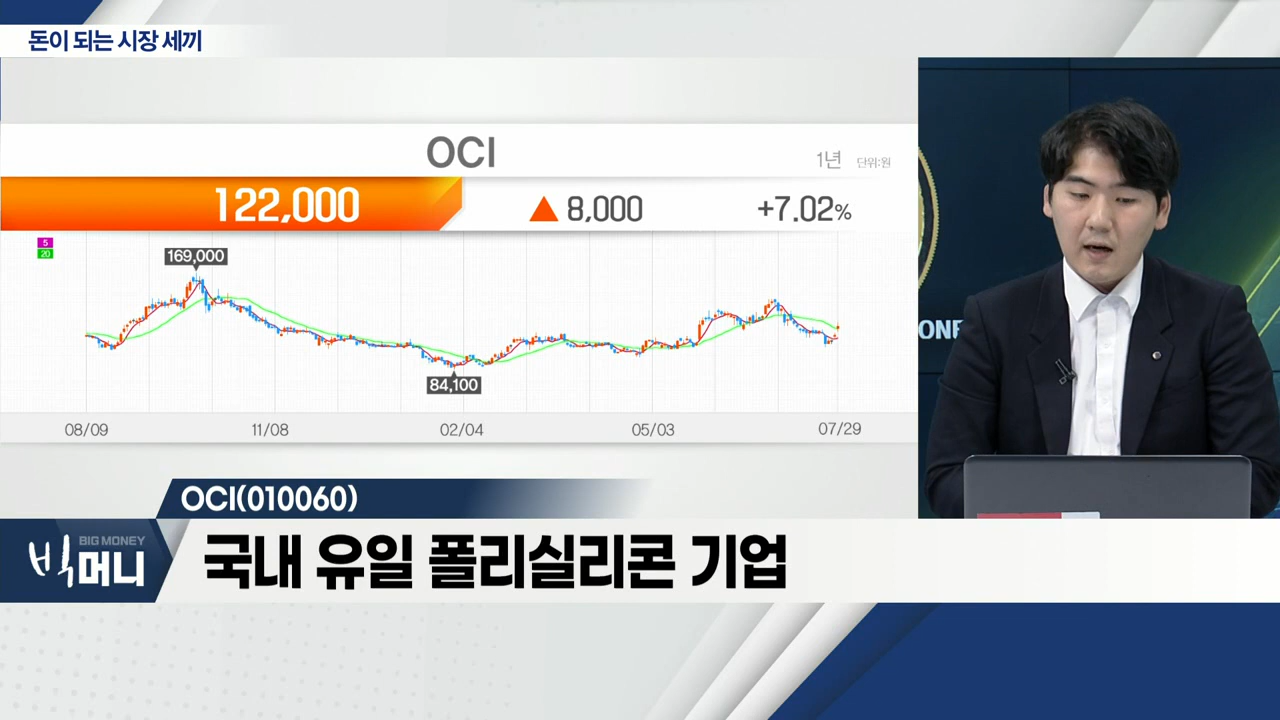 돈이 되는 시장 세끼
OCI
1년 단위:원
122,000 ▲ 8,000 +7.02%
5
20
169,000
84,100
08/09 11/08 02/04 05/03 07/29
ONE
OCI(010060)
BIG MONEY
빅머니
국내 유일 폴리실리콘 기업